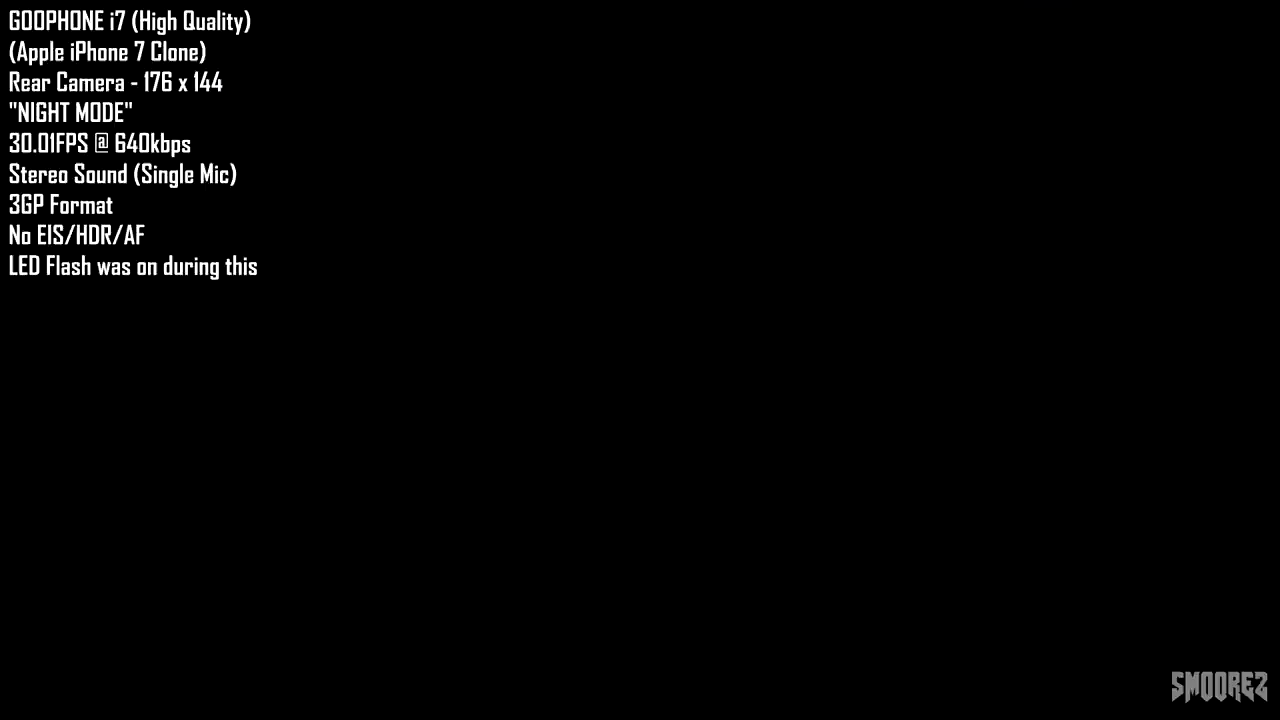 GOOPHONE i7 (High Quality)
(Apple iPhone 7 Clone)
Rear Camera - 176 x 144
"NIGHT MODE"
30.01FPS @ 640kbps
Stereo Sound (Single Mic)
3GP Format
No EIS/HDR/AF
LED Flash was on during this
SMOOREZ